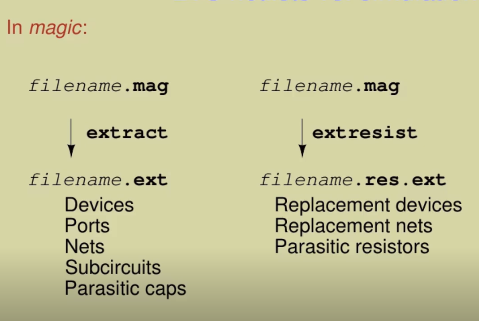 In magic:
filename.mag
extract
filename.ext
Devices
Ports
Nets
Subcircuits
Parasitic caps
filename.mag
extresist
filename.res.ext
Replacement devices
Replacement nets
Parasitic resistors